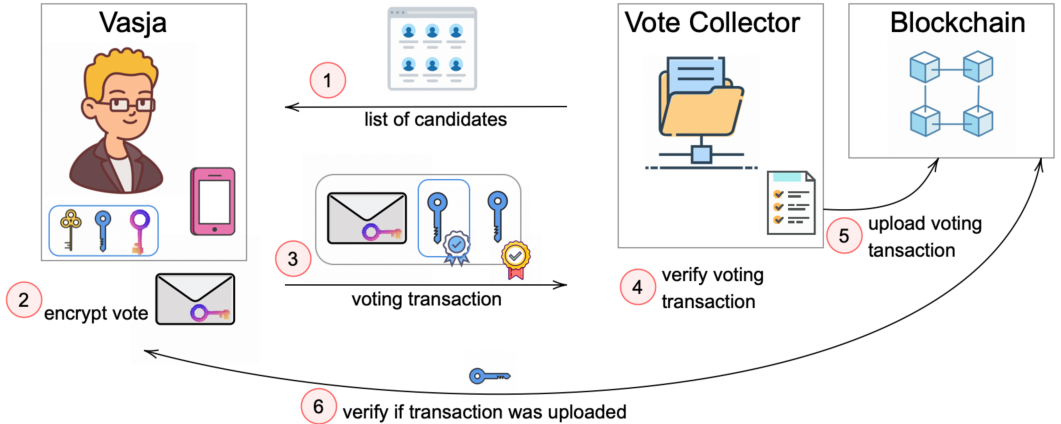 Vasja
Vote Collector
Blockchain
1
list of candidates
2
encrypt vote
3
voting transaction
4
verify voting
transaction
5
upload voting
tansaction
6
verify if transaction was uploaded